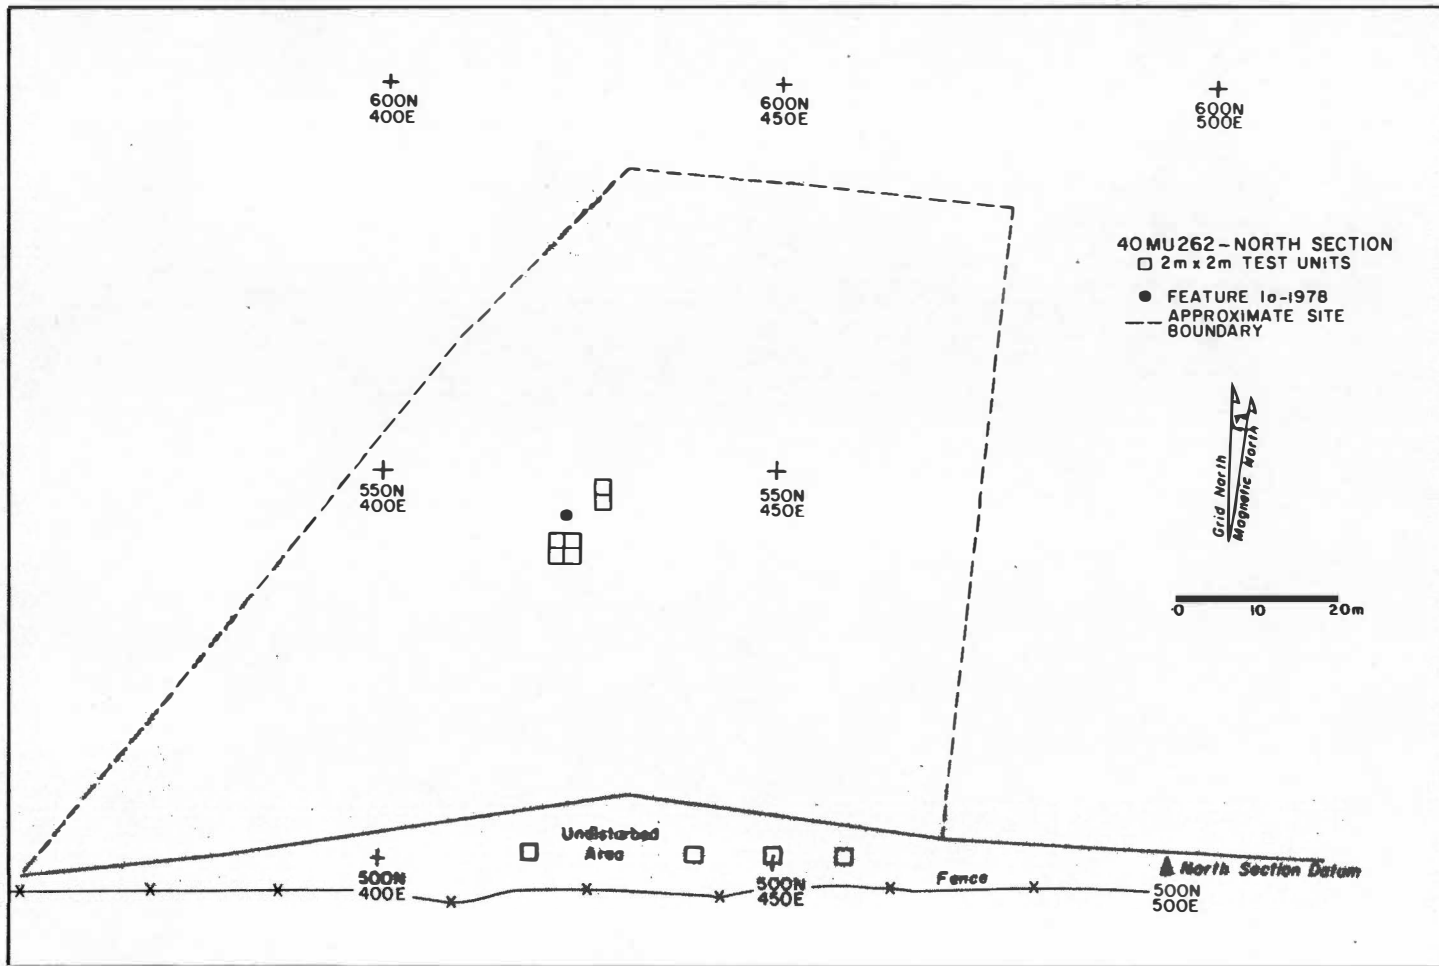 600N
400E
600N
450E
600N
500E
40MU262-NORTH SECTION
2m x 2m TEST UNITS
FEATURE 1a-1978
APPROXIMATE SITE
BOUNDARY
Grid North
Magnetic North
550N
400E
550N
450E
0 10 20m
Undisturbed
Area
North Section Datum
Fence
500N
400E
500N
450E
500N
500E